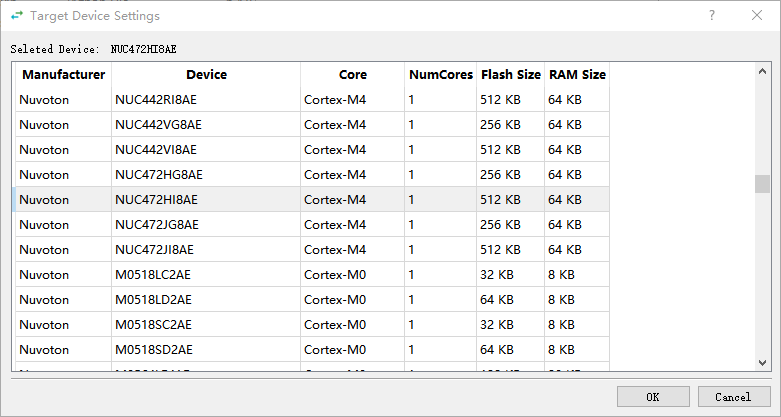 Target Device Settings
Seleted Device: NUC472HI8AE
Manufacturer Device Core NumCores Flash Size RAM Size
Nuvoton NUC442RI8AE Cortex-M4 1 512 KB 64 KB
Nuvoton NUC442VG8AE Cortex-M4 1 256 KB 64 KB
Nuvoton NUC442VI8AE Cortex-M4 1 512 KB 64 KB
Nuvoton NUC472HG8AE Cortex-M4 1 256 KB 64 KB
Nuvoton NUC472HI8AE Cortex-M4 1 512 KB 64 KB
Nuvoton NUC472JG8AE Cortex-M4 1 256 KB 64 KB
Nuvoton NUC472JI8AE Cortex-M4 1 512 KB 64 KB
Nuvoton M0518LC2AE Cortex-M0 1 32 KB 8 KB
Nuvoton M0518LD2AE Cortex-M0 1 64 KB 8 KB
Nuvoton M0518SC2AE Cortex-M0 1 32 KB 8 KB
Nuvoton M0518SD2AE Cortex-M0 1 64 KB 8 KB
OK Cancel